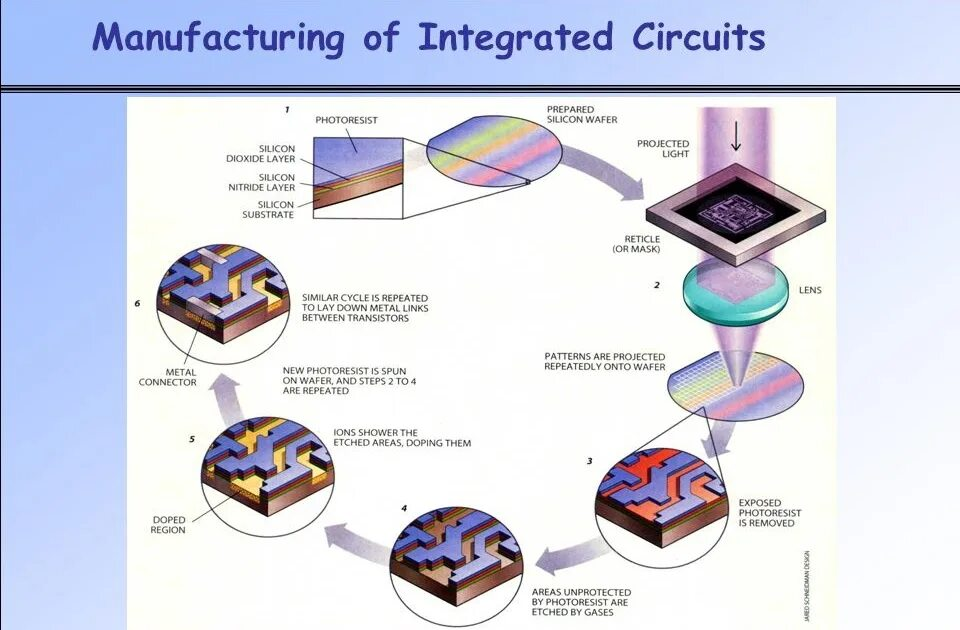 Manufacturing of Integrated Circuits
1
PHOTORESIST
SILICON
DIOXIDE LAYER
SILICON
NITRIDE LAYER
SILICON
SUBSTRATE
PREPARED
SILICON WAFER
PROJECTED
LIGHT
RETICLE
(OR MASK)
2
LENS
PATTERNS ARE PROJECTED
REPEATEDLY ONTO WAFER
3
EXPOSED
PHOTORESIST
IS REMOVED
4
AREAS UNPROTECTED
BY PHOTORESIST ARE
ETCHED BY GASES
5
IONS SHOWER THE
ETCHED AREAS, DOPING THEM
DOPED
REGION
NEW PHOTORESIST IS SPUN
ON WAFER, AND STEPS 2 TO 4
ARE REPEATED
6
SIMILAR CYCLE IS REPEATED
TO LAY DOWN METAL LINKS
BETWEEN TRANSISTORS
METAL
CONNECTOR
JARED SCHNEIDMAN DESIGN